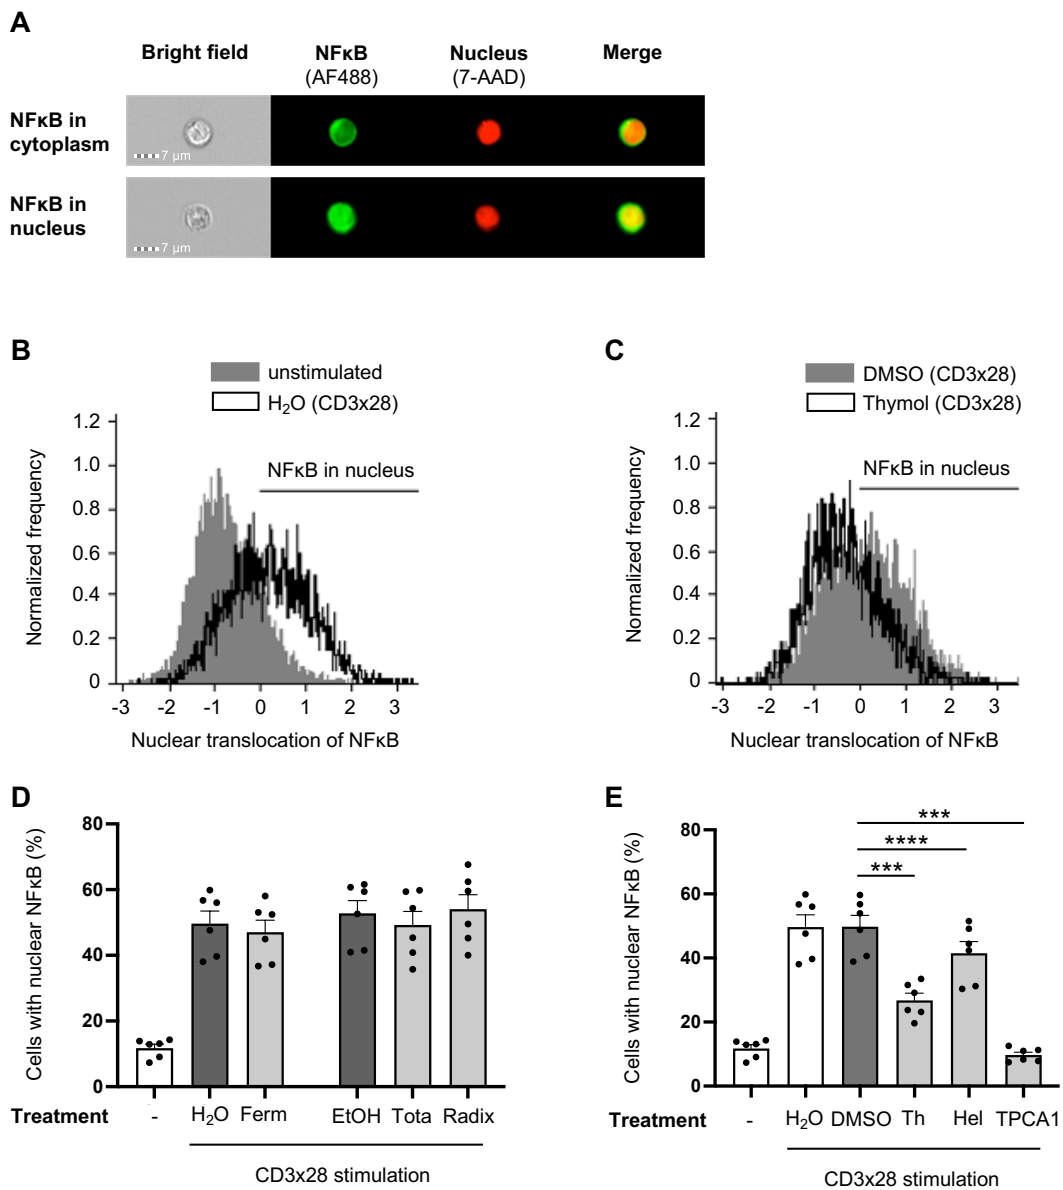 A
Bright field
NFκB
(AF488)
Nucleus
(7-AAD)
Merge
NFκB in
cytoplasm
7 µm
NFκB in
nucleus
7 µm
B
unstimulated
H₂O (CD3x28)
NFκB in nucleus
Normalized frequency
1.2
1.0
0.8
0.6
0.4
0.2
0
-3 -2 -1 0 1 2 3
Nuclear translocation of NFκB
C
DMSO (CD3x28)
Thymol (CD3x28)
NFκB in nucleus
Normalized frequency
1.2
1.0
0.8
0.6
0.4
0.2
0
-3 -2 -1 0 1 2 3
Nuclear translocation of NFκB
D
Cells with nuclear NFκB (%)
80
60
40
20
0
Treatment - H₂O Ferm EtOH Tota Radix
CD3x28 stimulation
E
Cells with nuclear NFκB (%)
80
60
40
20
0
***
****
***
Treatment - H₂O DMSO Th Hel TPCA1
CD3x28 stimulation